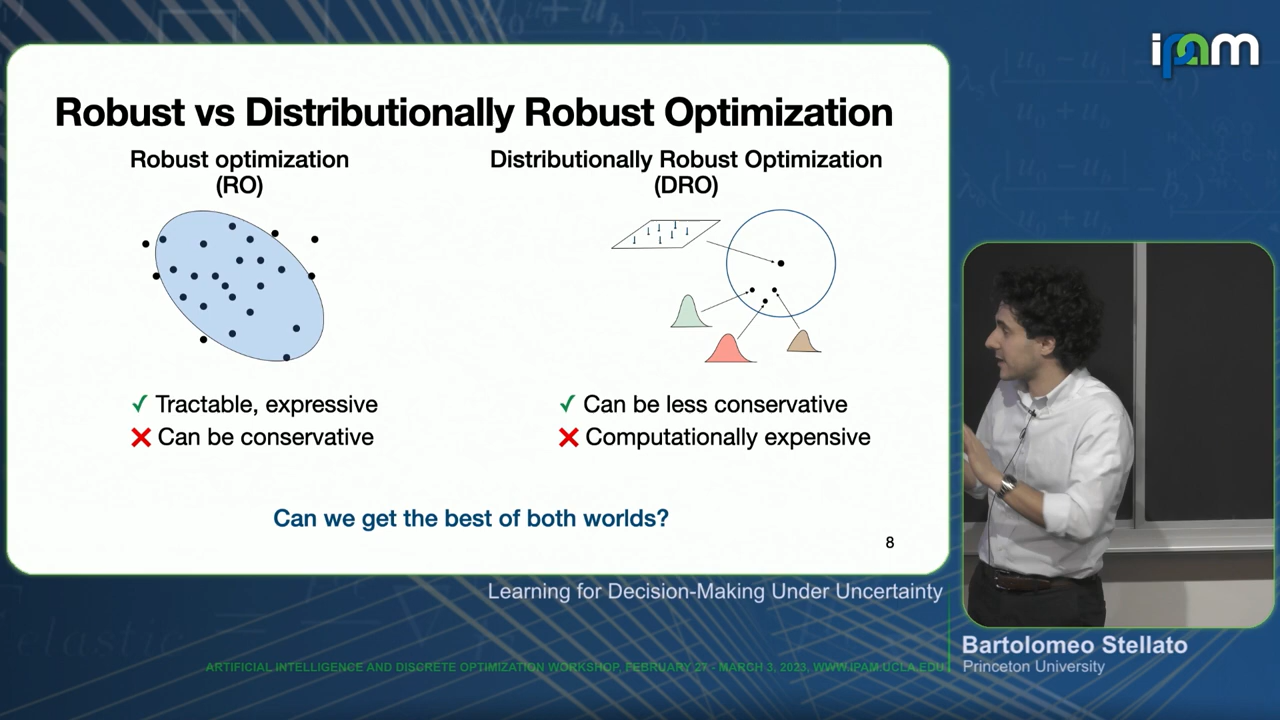 ipam
Robust vs Distributionally Robust Optimization
Robust optimization
(RO)
Distributionally Robust Optimization
(DRO)
✓ Tractable, expressive
✕ Can be conservative
✓ Can be less conservative
✕ Computationally expensive
Can we get the best of both worlds?
8
Learning for Decision-Making Under Uncertainty
Bartolomeo Stellato
Princeton University
ARTIFICIAL INTELLIGENCE AND DISCRETE OPTIMIZATION WORKSHOP, FEBRUARY 27 - MARCH 3, 2023, WWW.IPAM.UCLA.EDU
elastic